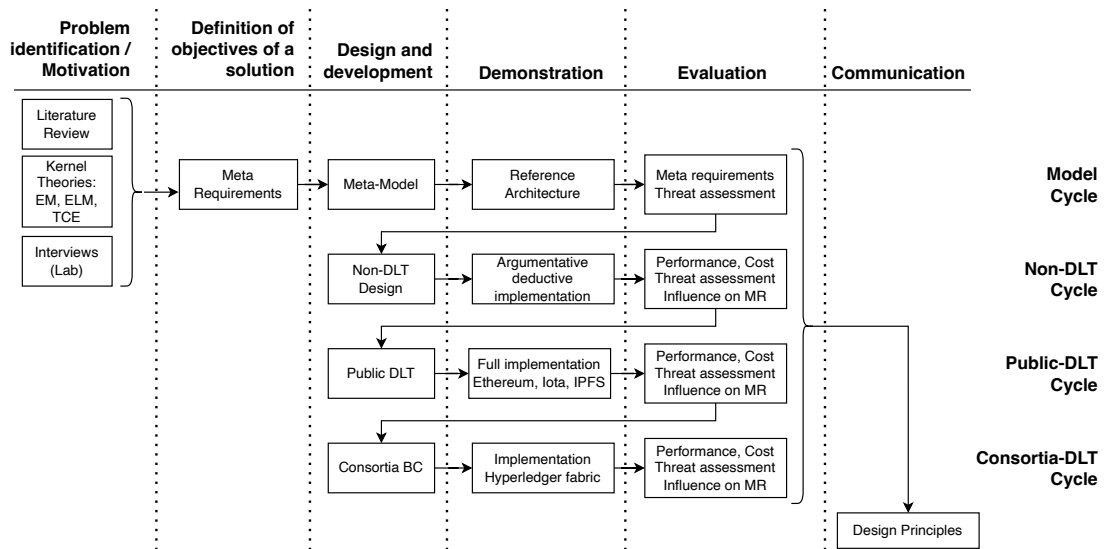 Problem
identification /
Motivation
Definition of
objectives of a
solution
Design and
development
Demonstration
Evaluation
Communication
Literature
Review
Kernel
Theories:
EM, ELM,
TCE
Interviews
(Lab)
Meta
Requirements
Meta-Model
Reference
Architecture
Meta requirements
Threat assessment
Model
Cycle
Non-DLT
Design
Argumentative
deductive
implementation
Performance, Cost
Threat assessment
Influence on MR
Non-DLT
Cycle
Public DLT
Full implementation
Ethereum, Iota, IPFS
Performance, Cost
Threat assessment
Influence on MR
Public-DLT
Cycle
Consortia BC
Implementation
Hyperledger fabric
Performance, Cost
Threat assessment
Influence on MR
Consortia-DLT
Cycle
Design Principles